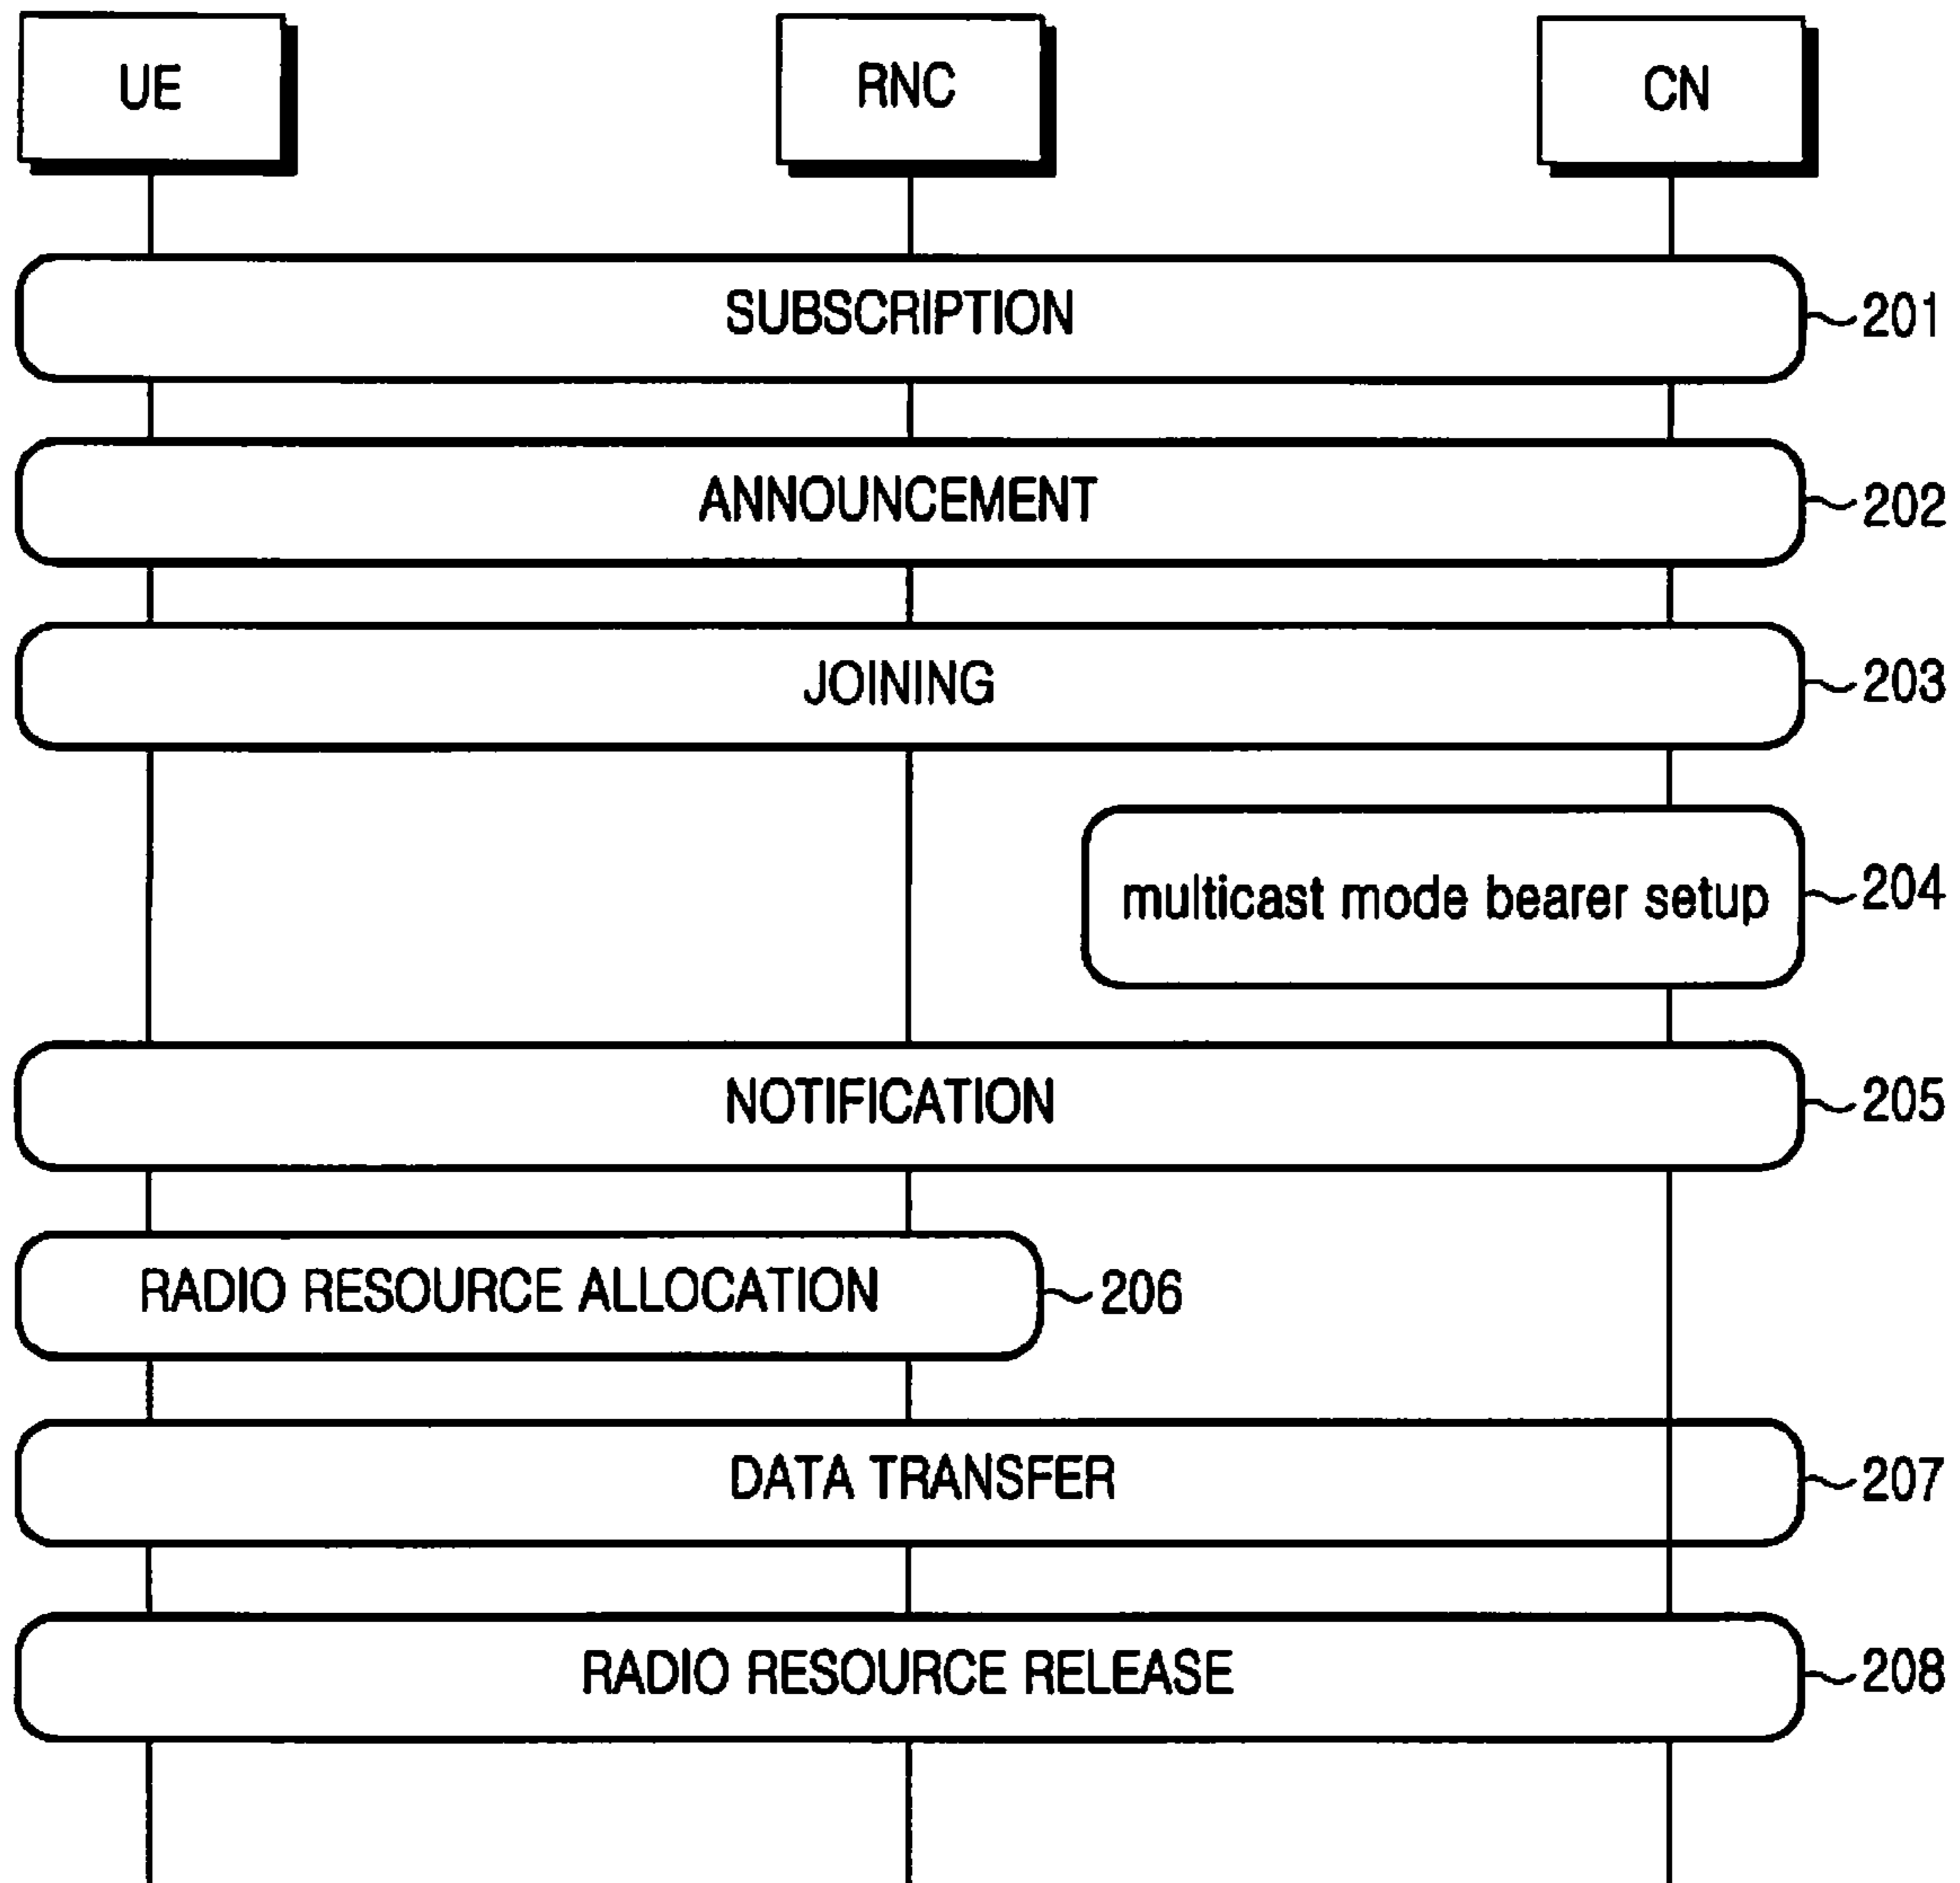 UE
RNC
CN
SUBSCRIPTION
201
ANNOUNCEMENT
202
JOINING
203
multicast mode bearer setup
204
NOTIFICATION
205
RADIO RESOURCE ALLOCATION
206
DATA TRANSFER
207
RADIO RESOURCE RELEASE
208